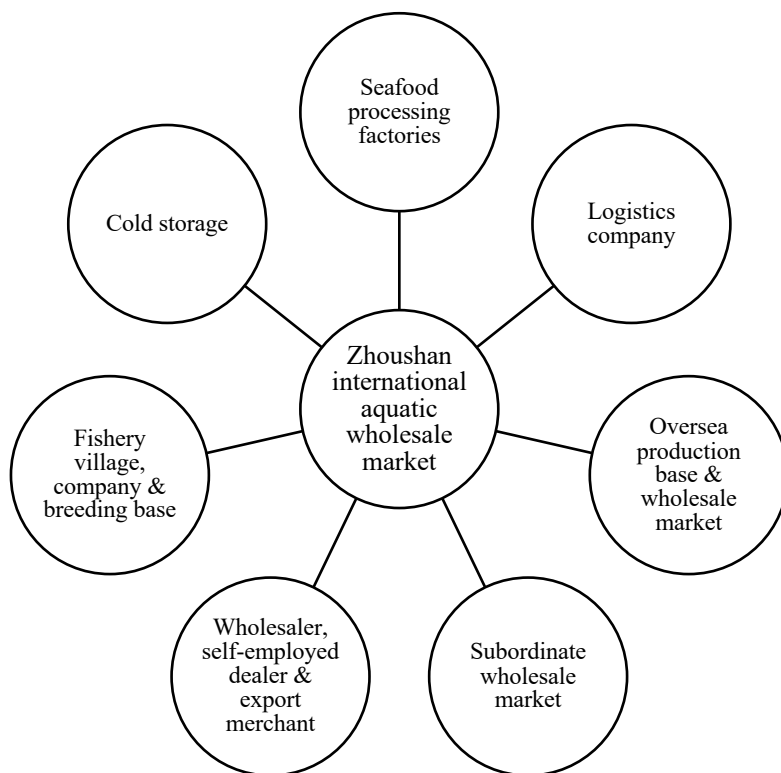 Seafood
processing
factories
Cold storage
Logistics
company
Zhoushan
international
aquatic
wholesale
market
Fishery
village,
company &
breeding base
Oversea
production
base &
wholesale
market
Wholesaler,
self-employed
dealer &
export
merchant
Subordinate
wholesale
market